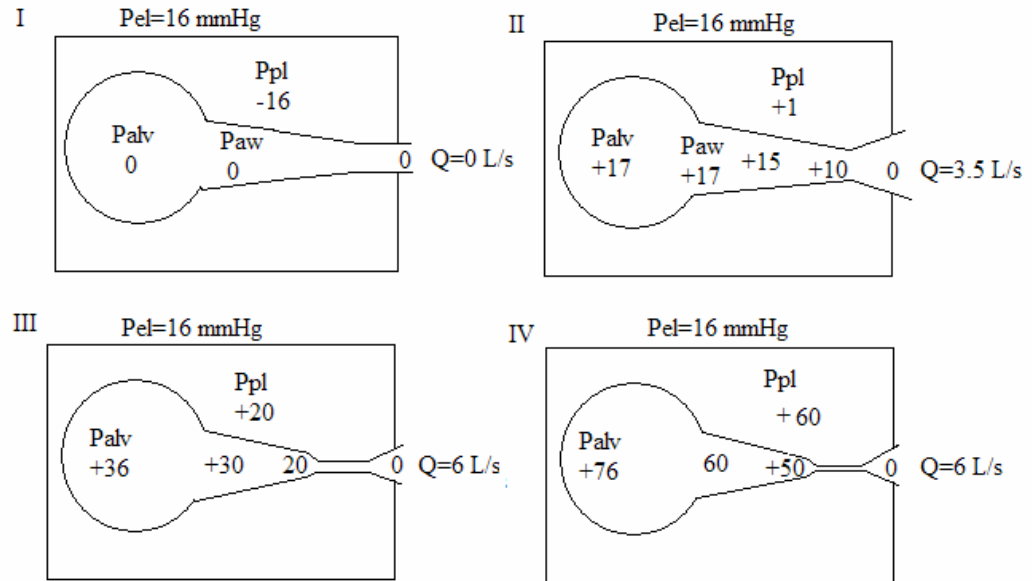 I Pel=16 mmHg
Ppl
-16
Palv
0
Paw
0
0 Q=0 L/s
II Pel=16 mmHg
Ppl
+1
Palv
+17
Paw
+17
+15
+10
0 Q=3.5 L/s
III Pel=16 mmHg
Ppl
+20
Palv
+36
+30
20
0 Q=6 L/s
IV Pel=16 mmHg
Ppl
+ 60
Palv
+76
60
+50
0 Q=6 L/s